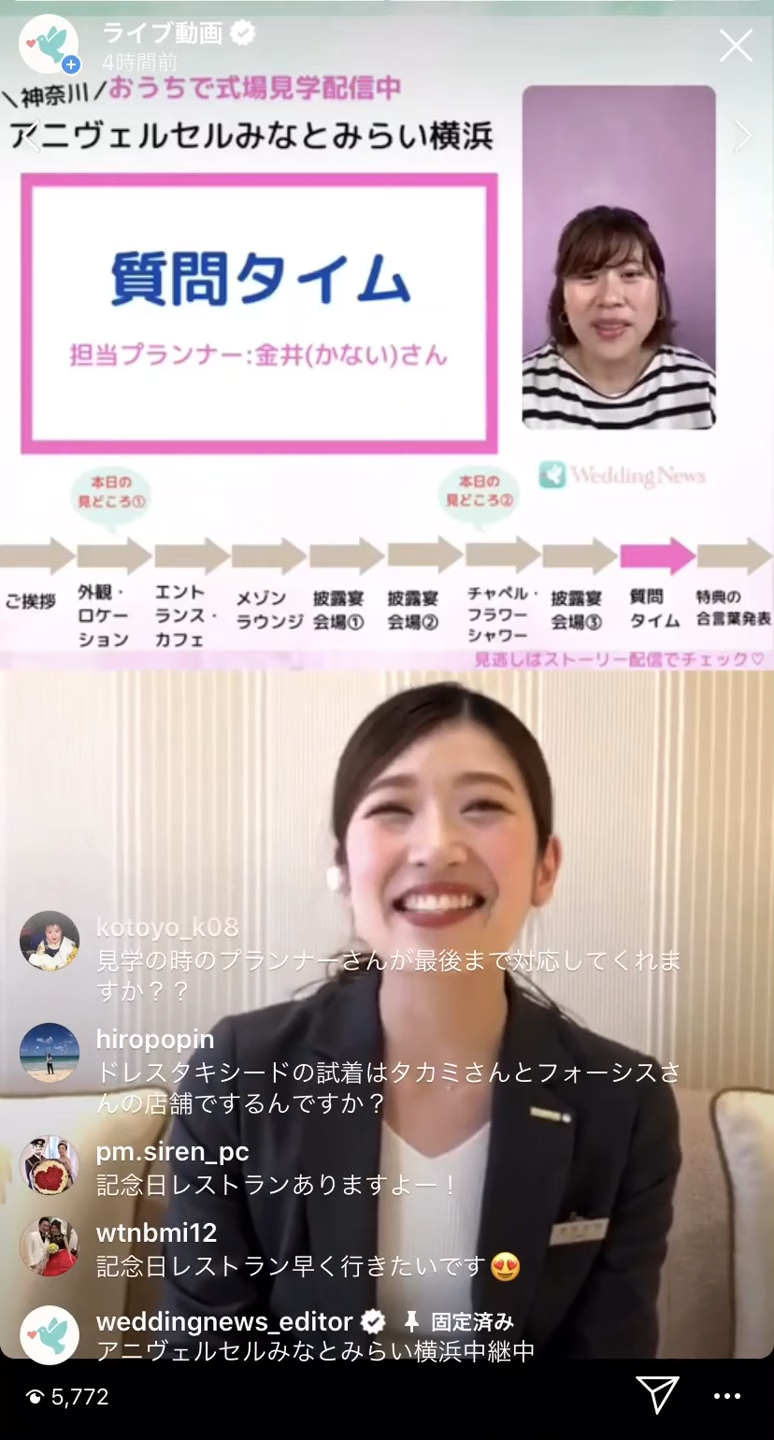 ライブ動画
4時間前
＼神奈川／おうちで式場見学配信中
アニヴェルセルみなとみらい横浜
質問タイム
担当プランナー:金井(かない)さん
WeddingNews
本日の
見どころ①
本日の
見どころ②
ご挨拶
外観・
ロケー
ション
エント
ランス・
カフェ
メゾン
ラウンジ
披露宴
会場①
披露宴
会場②
チャペル・
フラワー
シャワー
披露宴
会場③
質問
タイム
特典の
合言葉発表
見逃しはストーリー配信でチェック♡
kotoyo_k08
見学の時のプランナーさんが最後まで対応してくれま
すか？？
hiropopin
ドレスタキシードの試着はタカミさんとフォーシスさ
んの店舗でするんですか？
pm.siren_pc
記念日レストランありますよー！
wtnbmi12
記念日レストラン早く行きたいです😍
weddingnews_editor 固定済み
アニヴェルセルみなとみらい横浜中継中
5,772